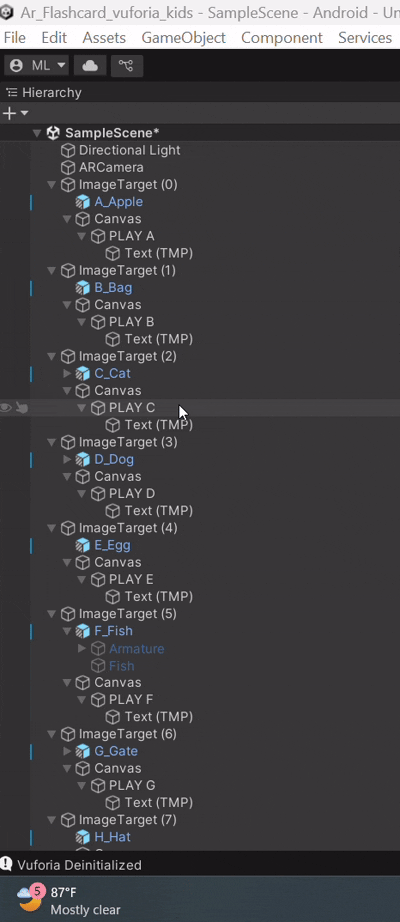 Ar_Flashcard_vuforia_kids - SampleScene - Android - Un
File Edit Assets GameObject Component Services
ML
Hierarchy
SampleScene*
Directional Light
ARCamera
ImageTarget (0)
A_Apple
Canvas
PLAY A
Text (TMP)
ImageTarget (1)
B_Bag
Canvas
PLAY B
Text (TMP)
ImageTarget (2)
C_Cat
Canvas
PLAY C
Text (TMP)
ImageTarget (3)
D_Dog
Canvas
PLAY D
Text (TMP)
ImageTarget (4)
E_Egg
Canvas
PLAY E
Text (TMP)
ImageTarget (5)
F_Fish
Armature
Fish
Canvas
PLAY F
Text (TMP)
ImageTarget (6)
G_Gate
Canvas
PLAY G
Text (TMP)
ImageTarget (7)
H_Hat
Vuforia Deinitialized
5
87°F
Mostly clear